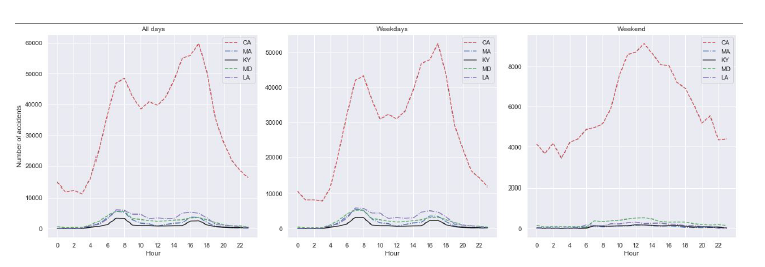 All days
Weekdays
Weekend
60000
50000
40000
30000
20000
10000
0
Number of accidents
CA
MA
KY
MD
LA
0 2 4 6 8 10 12 14 16 18 20 22
Hour
50000
40000
30000
20000
10000
0
CA
MA
KY
MD
LA
0 2 4 6 8 10 12 14 16 18 20 22
Hour
8000
6000
4000
2000
0
CA
MA
KY
MD
LA
0 2 4 6 8 10 12 14 16 18 20 22
Hour